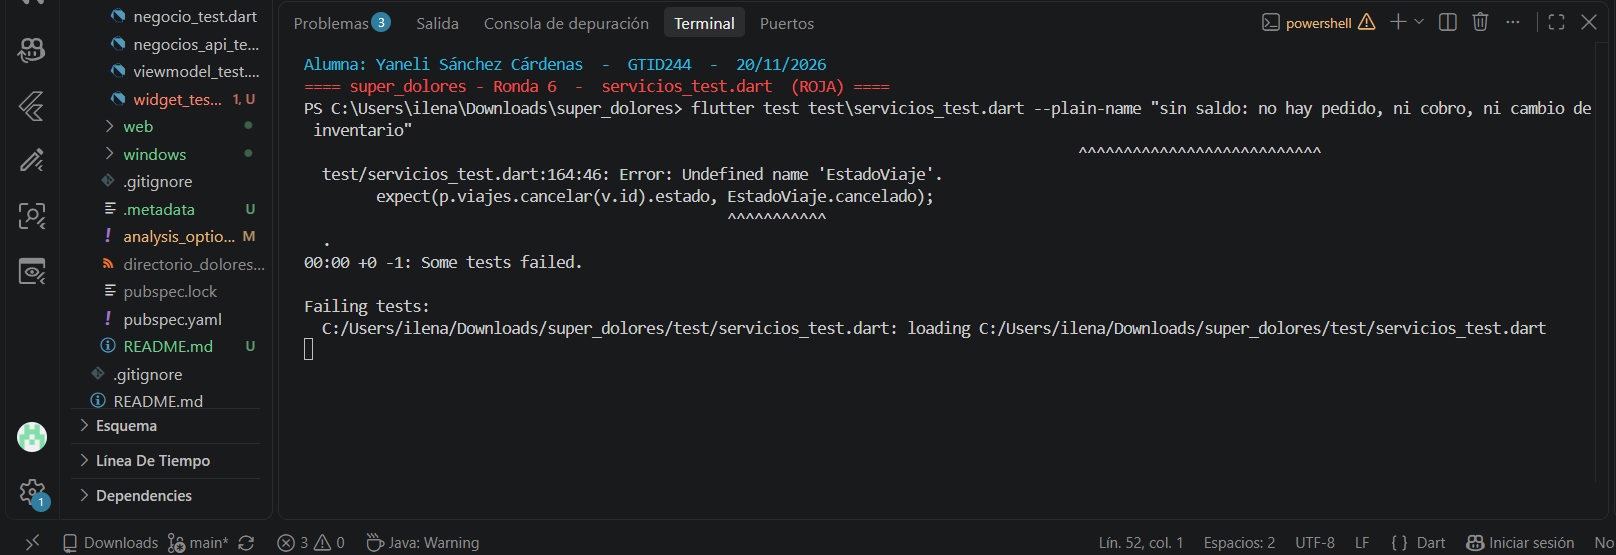 negocio_test.dart
negocios_api_te...
viewmodel_test....
widget_tes... 1, U
web
windows
.gitignore
.metadata U
analysis_optio... M
directorio_dolores...
pubspec.lock
pubspec.yaml
README.md U
.gitignore
README.md
Esquema
Línea De Tiempo
Dependencies
1
Problemas 3 Salida Consola de depuración Terminal Puertos
powershell
Alumna: Yaneli Sánchez Cárdenas - GTID244 - 20/11/2026
==== super_dolores - Ronda 6 - servicios_test.dart (ROJA) ====
PS C:\Users\ilena\Downloads\super_dolores> flutter test test\servicios_test.dart --plain-name "sin saldo: no hay pedido, ni cobro, ni cambio de
inventario"
^^^^^^^^^^^^^^^^^^^^^^^^^^^
test/servicios_test.dart:164:46: Error: Undefined name 'EstadoViaje'.
expect(p.viajes.cancelar(v.id).estado, EstadoViaje.cancelado);
^^^^^^^^^^^
.
00:00 +0 -1: Some tests failed.
Failing tests:
C:/Users/ilena/Downloads/super_dolores/test/servicios_test.dart: loading C:/Users/ilena/Downloads/super_dolores/test/servicios_test.dart
Downloads main* 3 0 Java: Warning Lín. 52, col. 1 Espacios: 2 UTF-8 LF { } Dart Iniciar sesión No